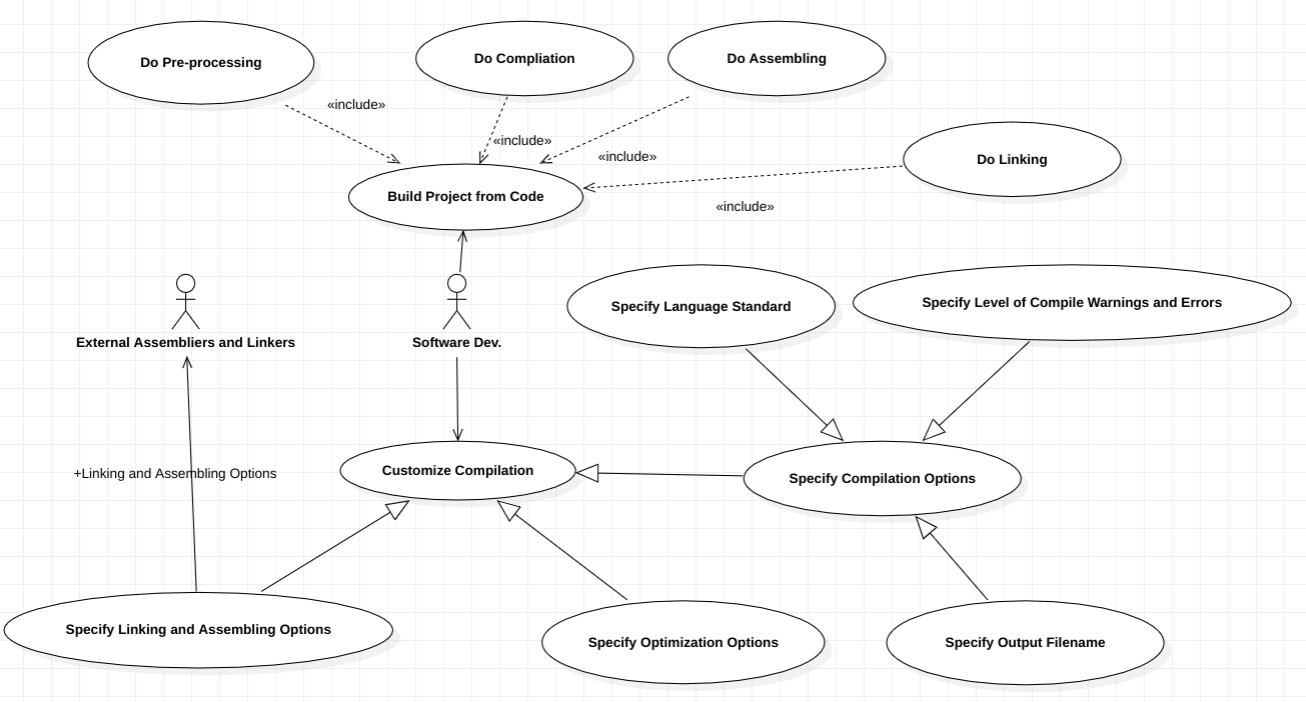 Do Pre-processing
Do Compliation
Do Assembling
«include»
«include»
«include»
Do Linking
Build Project from Code
«include»
Specify Language Standard
Specify Level of Compile Warnings and Errors
External Assembliers and Linkers
Software Dev.
+Linking and Assembling Options
Customize Compilation
Specify Compilation Options
Specify Linking and Assembling Options
Specify Optimization Options
Specify Output Filename